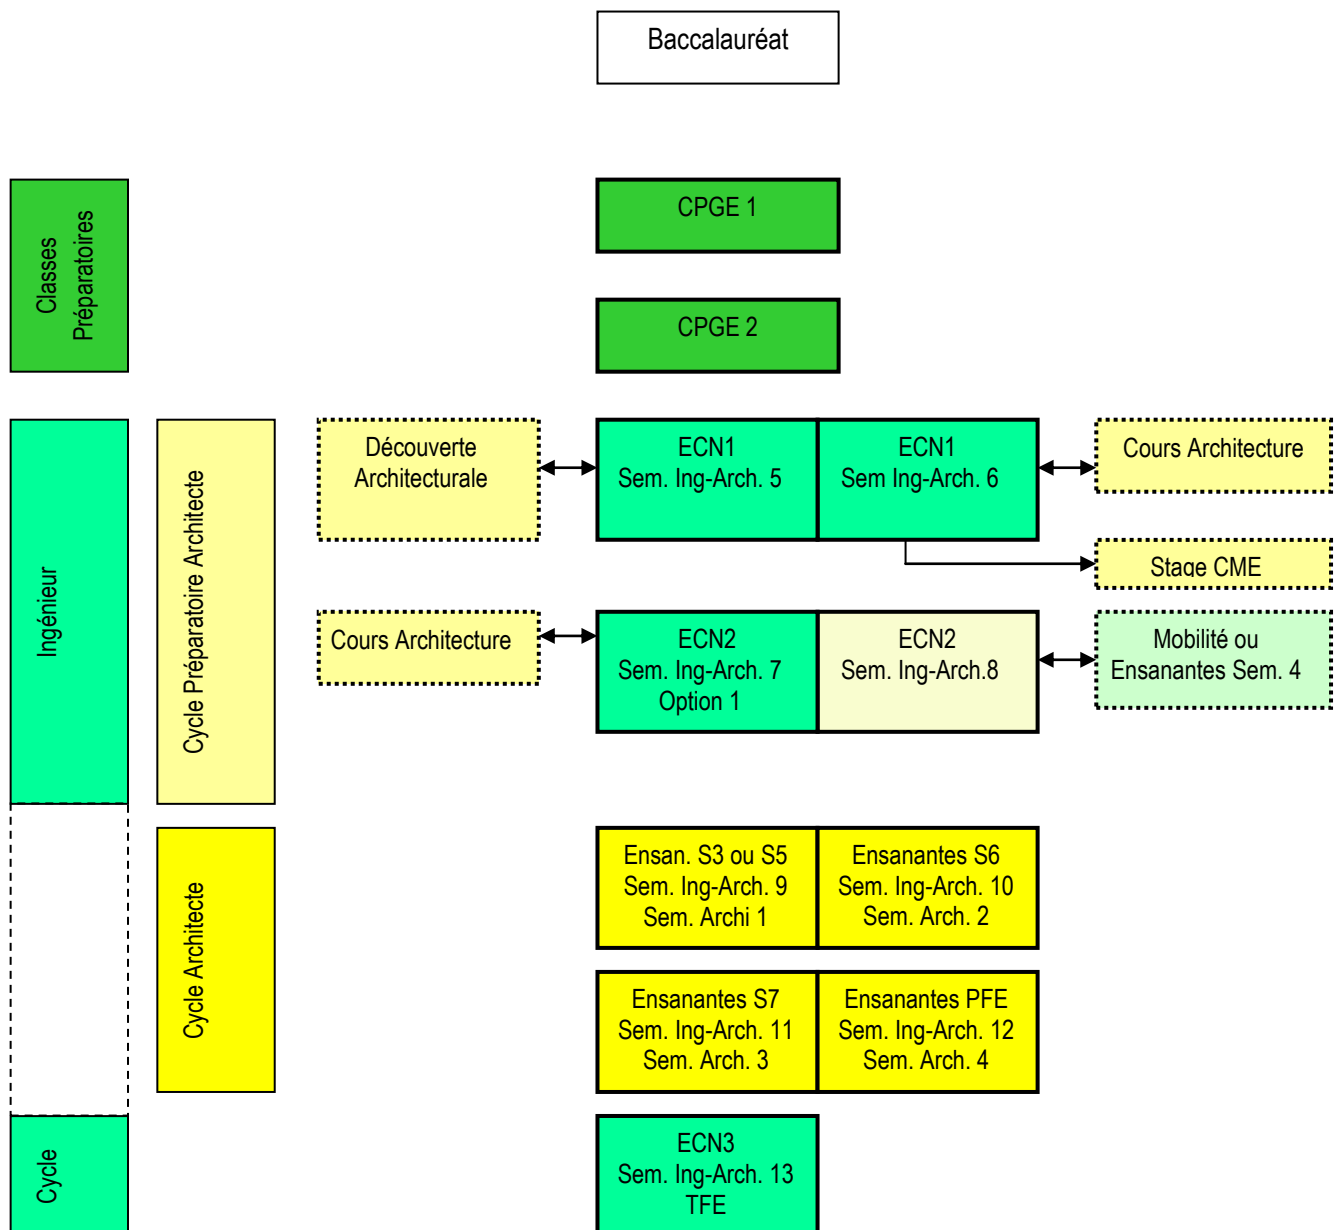 Baccalauréat
Classes
Préparatoires
CPGE 1
CPGE 2
Ingénieur
Cycle Préparatoire Architecte
Découverte
Architecturale
ECN1
Sem. Ing-Arch. 5
ECN1
Sem Ing-Arch. 6
Cours Architecture
Stage CME
Cours Architecture
ECN2
Sem. Ing-Arch. 7
Option 1
ECN2
Sem. Ing-Arch.8
Mobilité ou
Ensanantes Sem. 4
Cycle Architecte
Ensan. S3 ou S5
Sem. Ing-Arch. 9
Sem. Archi 1
Ensanantes S6
Sem. Ing-Arch. 10
Sem. Arch. 2
Ensanantes S7
Sem. Ing-Arch. 11
Sem. Arch. 3
Ensanantes PFE
Sem. Ing-Arch. 12
Sem. Arch. 4
Cycle
ECN3
Sem. Ing-Arch. 13
TFE